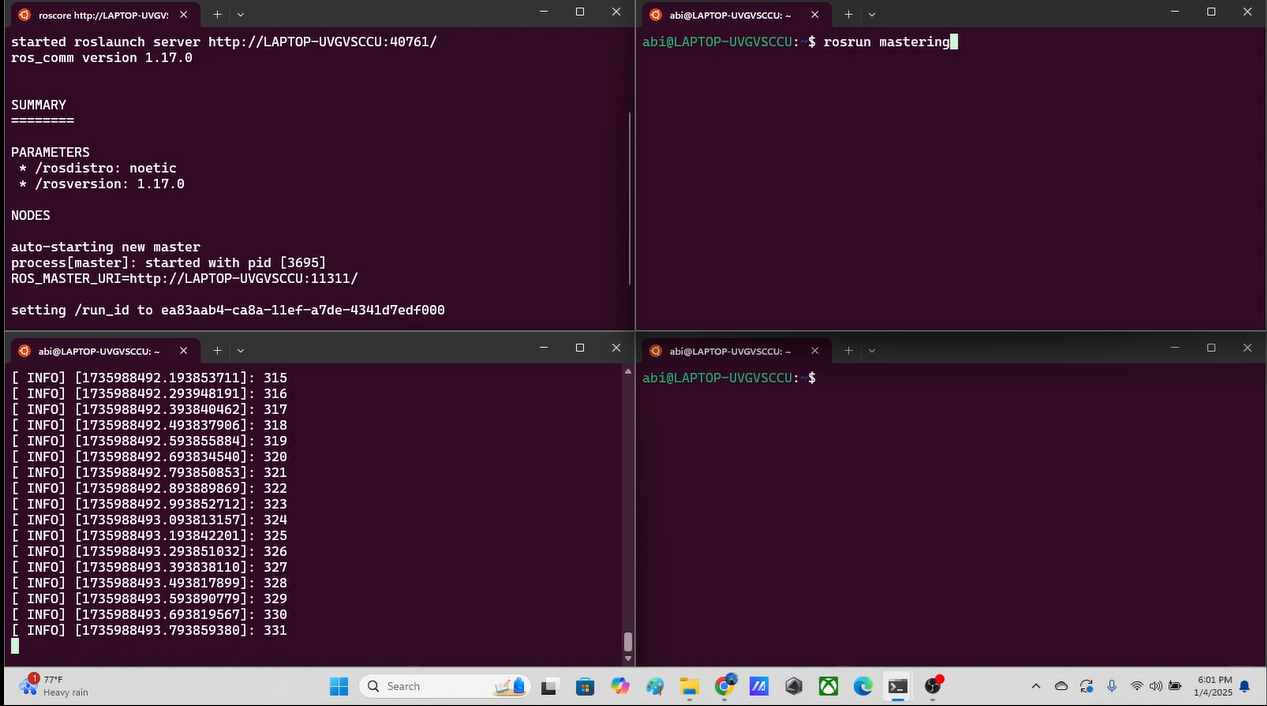 roscore http://LAPTOP-UVGVS
started roslaunch server http://LAPTOP-UVGVSCCU:40761/
ros_comm version 1.17.0
SUMMARY
========
PARAMETERS
* /rosdistro: noetic
* /rosversion: 1.17.0
NODES
auto-starting new master
process[master]: started with pid [3695]
ROS_MASTER_URI=http://LAPTOP-UVGVSCCU:11311/
setting /run_id to ea83aab4-ca8a-11ef-a7de-4341d7edf000
abi@LAPTOP-UVGVSCCU: ~
abi@LAPTOP-UVGVSCCU:~$ rosrun mastering
abi@LAPTOP-UVGVSCCU: ~
[ INFO] [1735988492.193853711]: 315
[ INFO] [1735988492.293948191]: 316
[ INFO] [1735988492.393840462]: 317
[ INFO] [1735988492.493837906]: 318
[ INFO] [1735988492.593855884]: 319
[ INFO] [1735988492.693834540]: 320
[ INFO] [1735988492.793850853]: 321
[ INFO] [1735988492.893889869]: 322
[ INFO] [1735988492.993852712]: 323
[ INFO] [1735988493.093813157]: 324
[ INFO] [1735988493.193842201]: 325
[ INFO] [1735988493.293851032]: 326
[ INFO] [1735988493.393838110]: 327
[ INFO] [1735988493.493817899]: 328
[ INFO] [1735988493.593890779]: 329
[ INFO] [1735988493.693819567]: 330
[ INFO] [1735988493.793859380]: 331
abi@LAPTOP-UVGVSCCU: ~
abi@LAPTOP-UVGVSCCU:~$
1
77°F
Heavy rain
Search
6:01 PM
1/4/2025